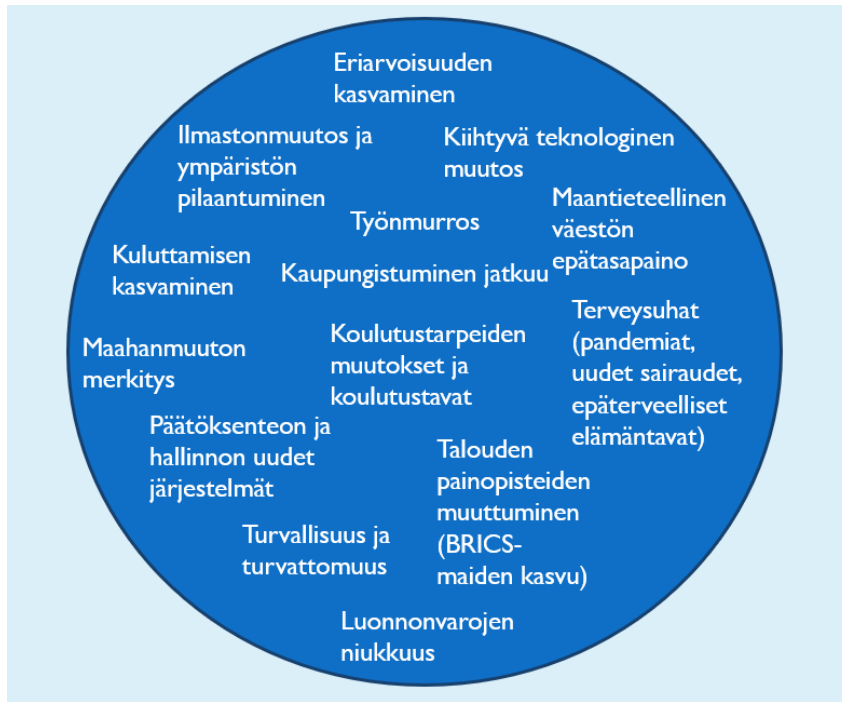 Eriarvoisuuden
kasvaminen
Ilmastonmuutos ja
ympäristön
pilaantuminen
Kiihtyvä teknologinen
muutos
Työnmurros
Maantieteellinen
väestön
epätasapaino
Kuluttamisen
kasvaminen
Kaupungistuminen jatkuu
Maahanmuuton
merkitys
Koulutustarpeiden
muutokset ja
koulutustavat
Terveysuhat
(pandemiat,
uudet sairaudet,
epäterveelliset
elämäntavat)
Päätöksenteon ja
hallinnon uudet
järjestelmät
Talouden
painopisteiden
muuttuminen
(BRICS-
maiden kasvu)
Turvallisuus ja
turvattomuus
Luonnonvarojen
niukkuus